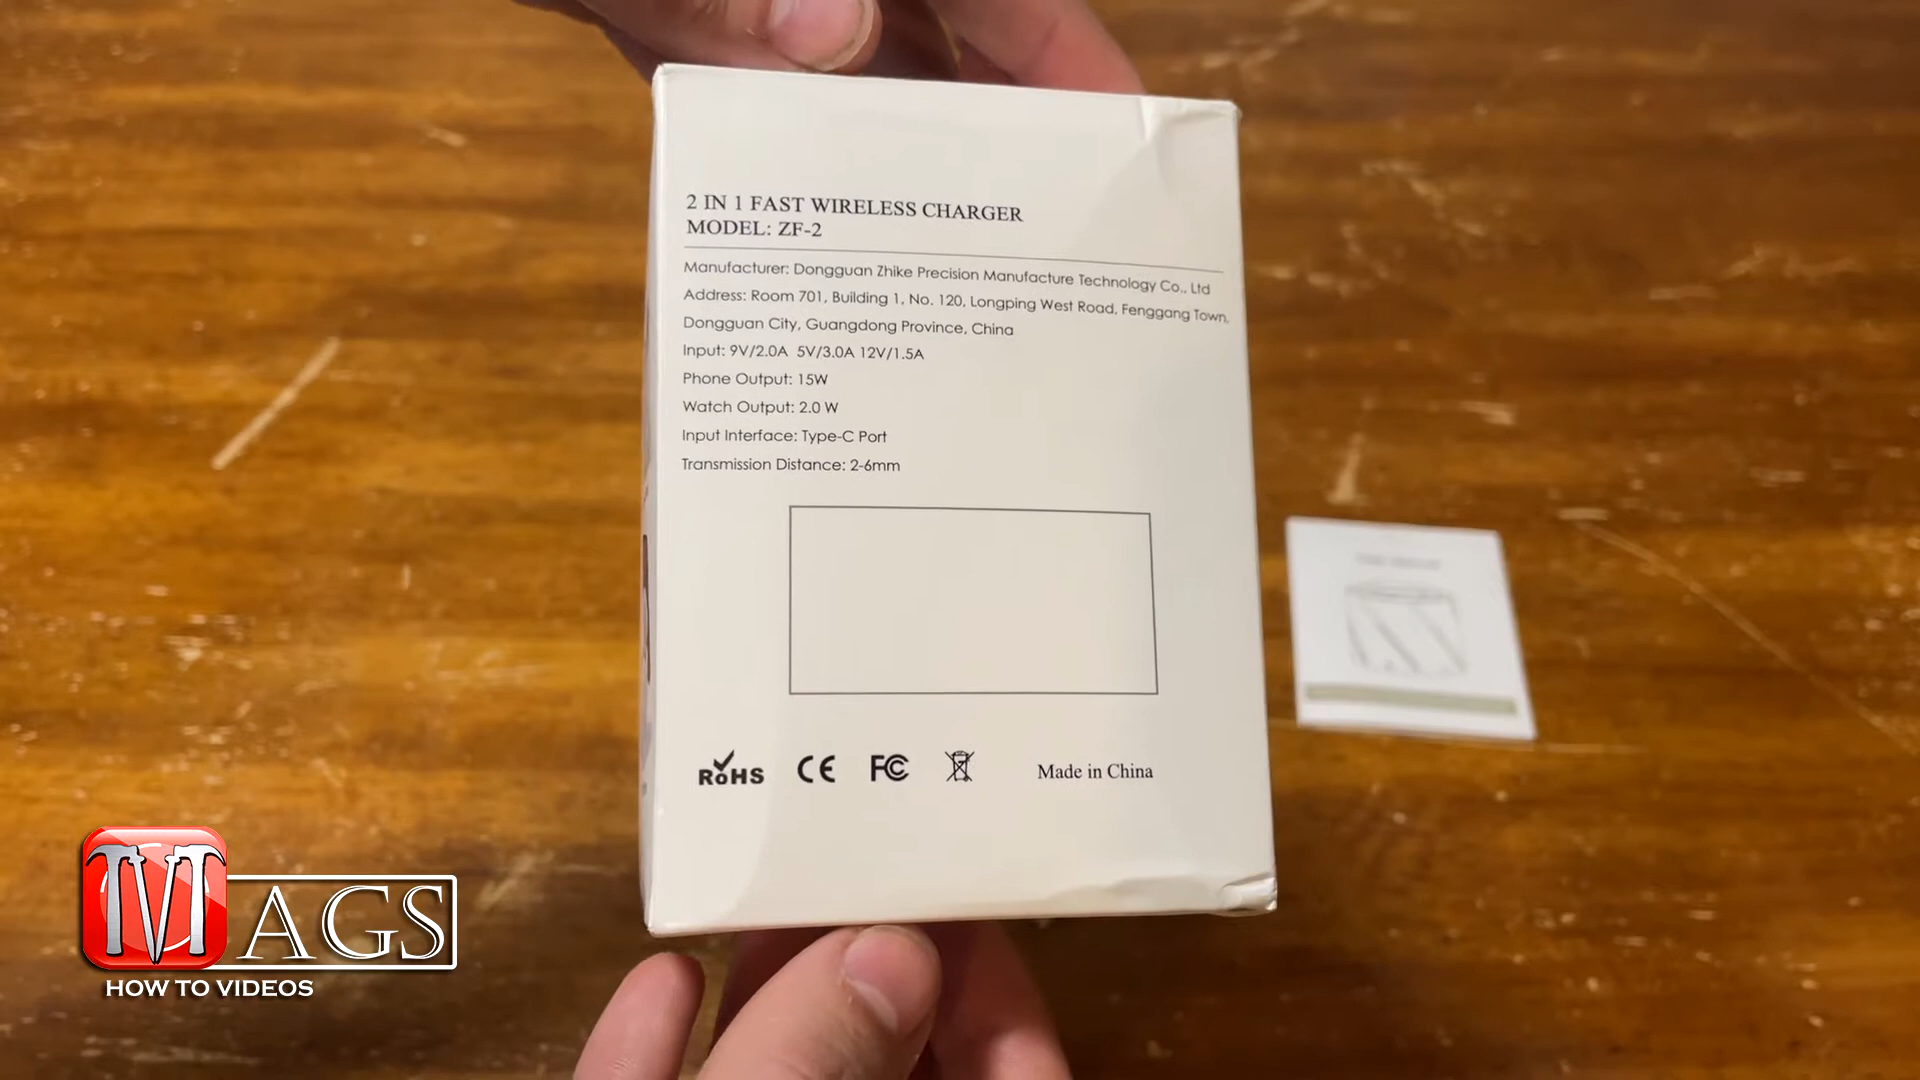 2 IN 1 FAST WIRELESS CHARGER
MODEL: ZF-2
Manufacturer: Dongguan Zhike Precision Manufacture Technology Co., Ltd
Address: Room 701, Building 1, No. 120, Longping West Road, Fenggang Town,
Dongguan City, Guangdong Province, China
Input: 9V/2.0A 5V/3.0A 12V/1.5A
Phone Output: 15W
Watch Output: 2.0 W
Input Interface: Type-C Port
Transmission Distance: 2-6mm
RoHS CE FC Made in China
MAGS
HOW TO VIDEOS